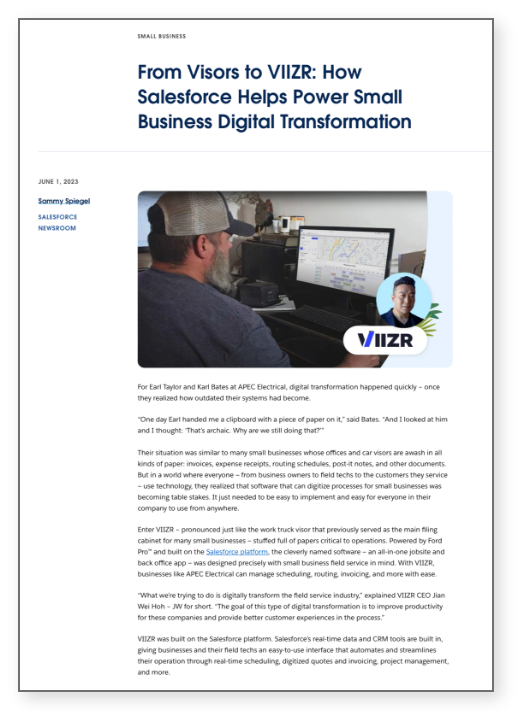 SMALL BUSINESS
From Visors to VIIZR: How
Salesforce Helps Power Small
Business Digital Transformation
JUNE 1, 2023
Sammy Spiegel
SALESFORCE
NEWSROOM
VIIZR
For Earl Taylor and Karl Bates at APEC Electrical, digital transformation happened quickly – once
they realized how outdated their systems had become.
“One day Earl handed me a clipboard with a piece of paper on it,” said Bates. “And I looked at him
and I thought: ‘That’s archaic. Why are we still doing that?’”
Their situation was similar to many small businesses whose offices and car visors are awash in all
kinds of paper: invoices, expense receipts, routing schedules, post-it notes, and other documents.
But in a world where everyone – from business owners to field techs to the customers they service
– use technology, they realized that software that can digitize processes for small businesses was
becoming table stakes. It just needed to be easy to implement and easy for everyone in their
company to use from anywhere.
Enter VIIZR – pronounced just like the work truck visor that previously served as the main filing
cabinet for many small businesses – stuffed full of papers critical to operations. Powered by Ford
Pro™ and built on the Salesforce platform, the cleverly named software – an all-in-one jobsite and
back office app – was designed precisely with small business field service in mind. With VIIZR,
businesses like APEC Electrical can manage scheduling, routing, invoicing, and more with ease.
“What we’re trying to do is digitally transform the field service industry,” explained VIIZR CEO Jian
Wei Hoh – JW for short. “The goal of this type of digital transformation is to improve productivity
for these companies and provide better customer experiences in the process.”
VIIZR was built on the Salesforce platform. Salesforce’s real-time data and CRM tools are built in,
giving businesses and their field techs an easy-to-use interface that automates and streamlines
their operation through real-time scheduling, digitized quotes and invoicing, project management,
and more.